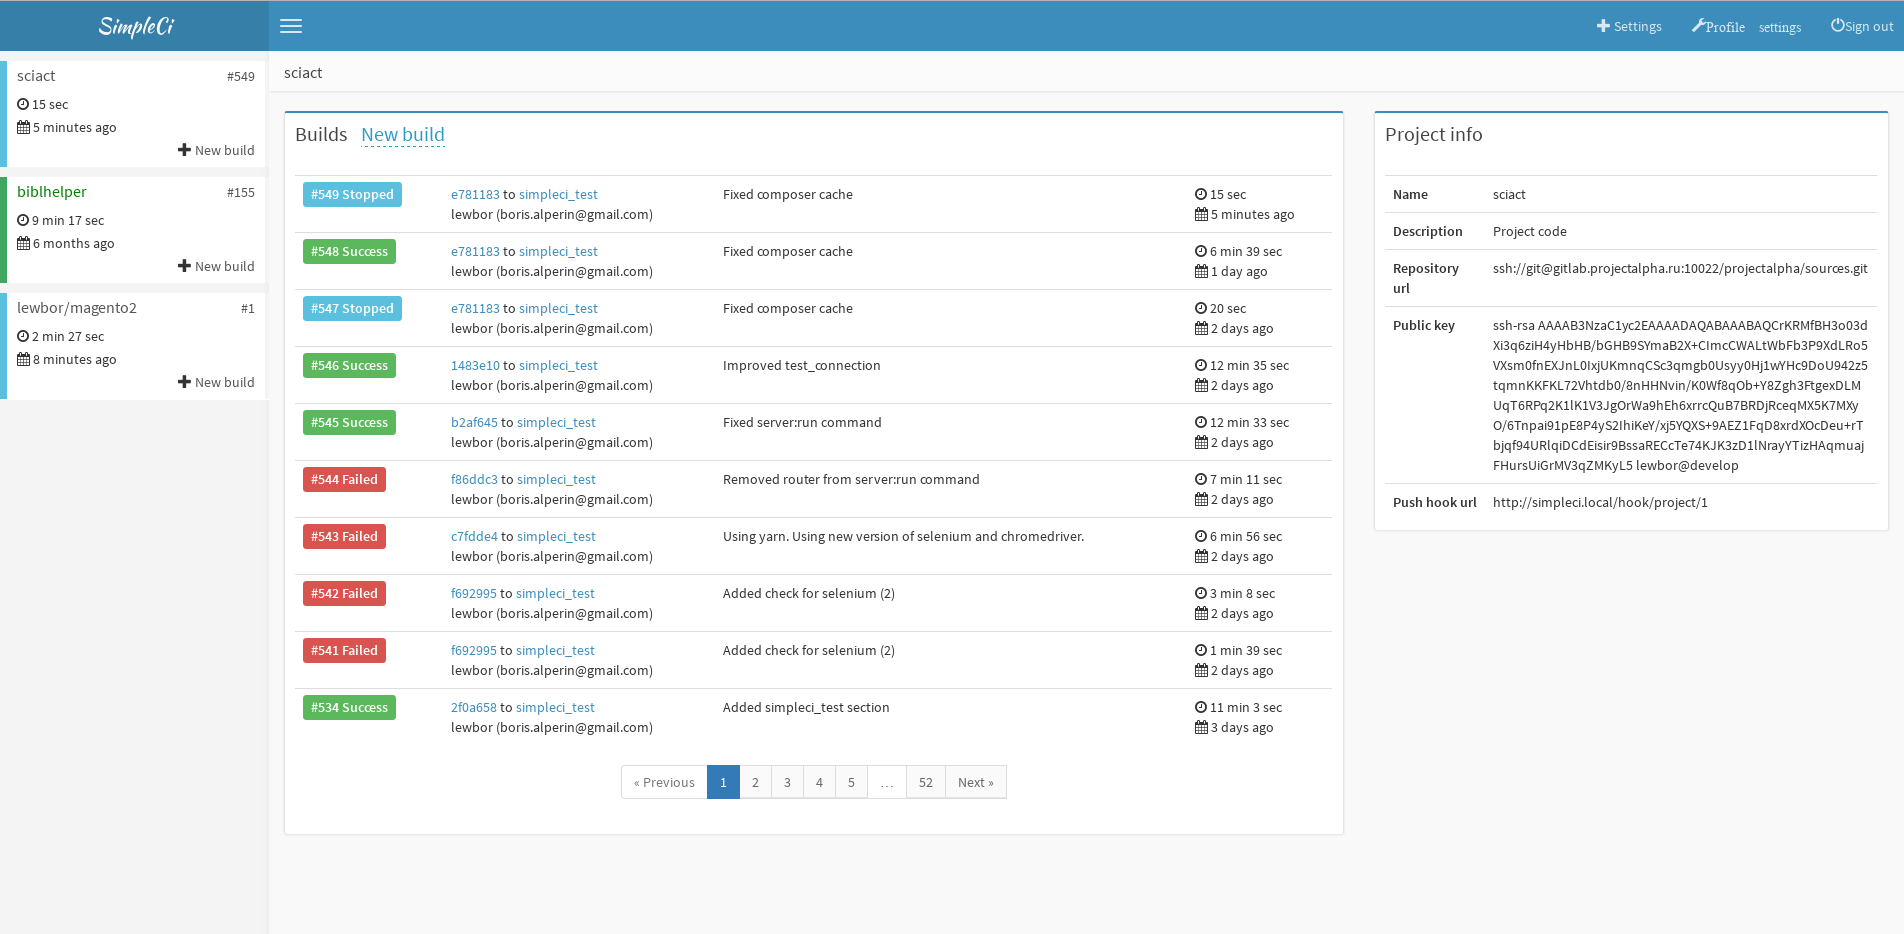 SimpleCi
Settings
Profile settings
Sign out
sciact #549
15 sec
5 minutes ago
New build
biblhelper #155
9 min 17 sec
6 months ago
New build
lewbor/magento2 #1
2 min 27 sec
8 minutes ago
New build
sciact
Builds New build
#549 Stopped e781183 to simpleci_test Fixed composer cache 15 sec
lewbor (boris.alperin@gmail.com) 5 minutes ago
#548 Success e781183 to simpleci_test Fixed composer cache 6 min 39 sec
lewbor (boris.alperin@gmail.com) 1 day ago
#547 Stopped e781183 to simpleci_test Fixed composer cache 20 sec
lewbor (boris.alperin@gmail.com) 2 days ago
#546 Success 1483e10 to simpleci_test Improved test_connection 12 min 35 sec
lewbor (boris.alperin@gmail.com) 2 days ago
#545 Success b2af645 to simpleci_test Fixed server:run command 12 min 33 sec
lewbor (boris.alperin@gmail.com) 2 days ago
#544 Failed f86ddc3 to simpleci_test Removed router from server:run command 7 min 11 sec
lewbor (boris.alperin@gmail.com) 2 days ago
#543 Failed c7fdde4 to simpleci_test Using yarn. Using new version of selenium and chromedriver. 6 min 56 sec
lewbor (boris.alperin@gmail.com) 2 days ago
#542 Failed f692995 to simpleci_test Added check for selenium (2) 3 min 8 sec
lewbor (boris.alperin@gmail.com) 2 days ago
#541 Failed f692995 to simpleci_test Added check for selenium (2) 1 min 39 sec
lewbor (boris.alperin@gmail.com) 2 days ago
#534 Success 2f0a658 to simpleci_test Added simpleci_test section 11 min 3 sec
lewbor (boris.alperin@gmail.com) 3 days ago
« Previous 1 2 3 4 5 … 52 Next »
Project info
Name sciact
Description Project code
Repository ssh://git@gitlab.projectalpha.ru:10022/projectalpha/sources.git
url
Public key ssh-rsa AAAAB3NzaC1yc2EAAAADAQABAAABAQCrKRMfBH3o03d
Xi3q6ziH4yHbHB/bGHB9SYmaB2X+CImcCWALtWbFb3P9XdLRo5
VXsm0fnEXJnL0IxjUKmnqCSc3qmgb0Usyy0Hj1wYHc9DoU942z5
tqmnKKFKL72Vhtdb0/8nHHNvin/K0Wf8qOb+Y8Zgh3FtgexDLM
UqT6RPq2K1lK1V3JgOrWa9hEh6xrrcQuB7BRDjRceqMX5K7MXy
O/6Tnpai91pE8P4yS2IhiKeY/xj5YQXS+9AEZ1FqD8xrdXOcDeu+rT
bjqf94URlqiDCdEisir9BssaRECcTe74KJK3zD1lNrayYTizHAqmuaj
FHursUiGrMV3qZMKyL5 lewbor@develop
Push hook url http://simpleci.local/hook/project/1